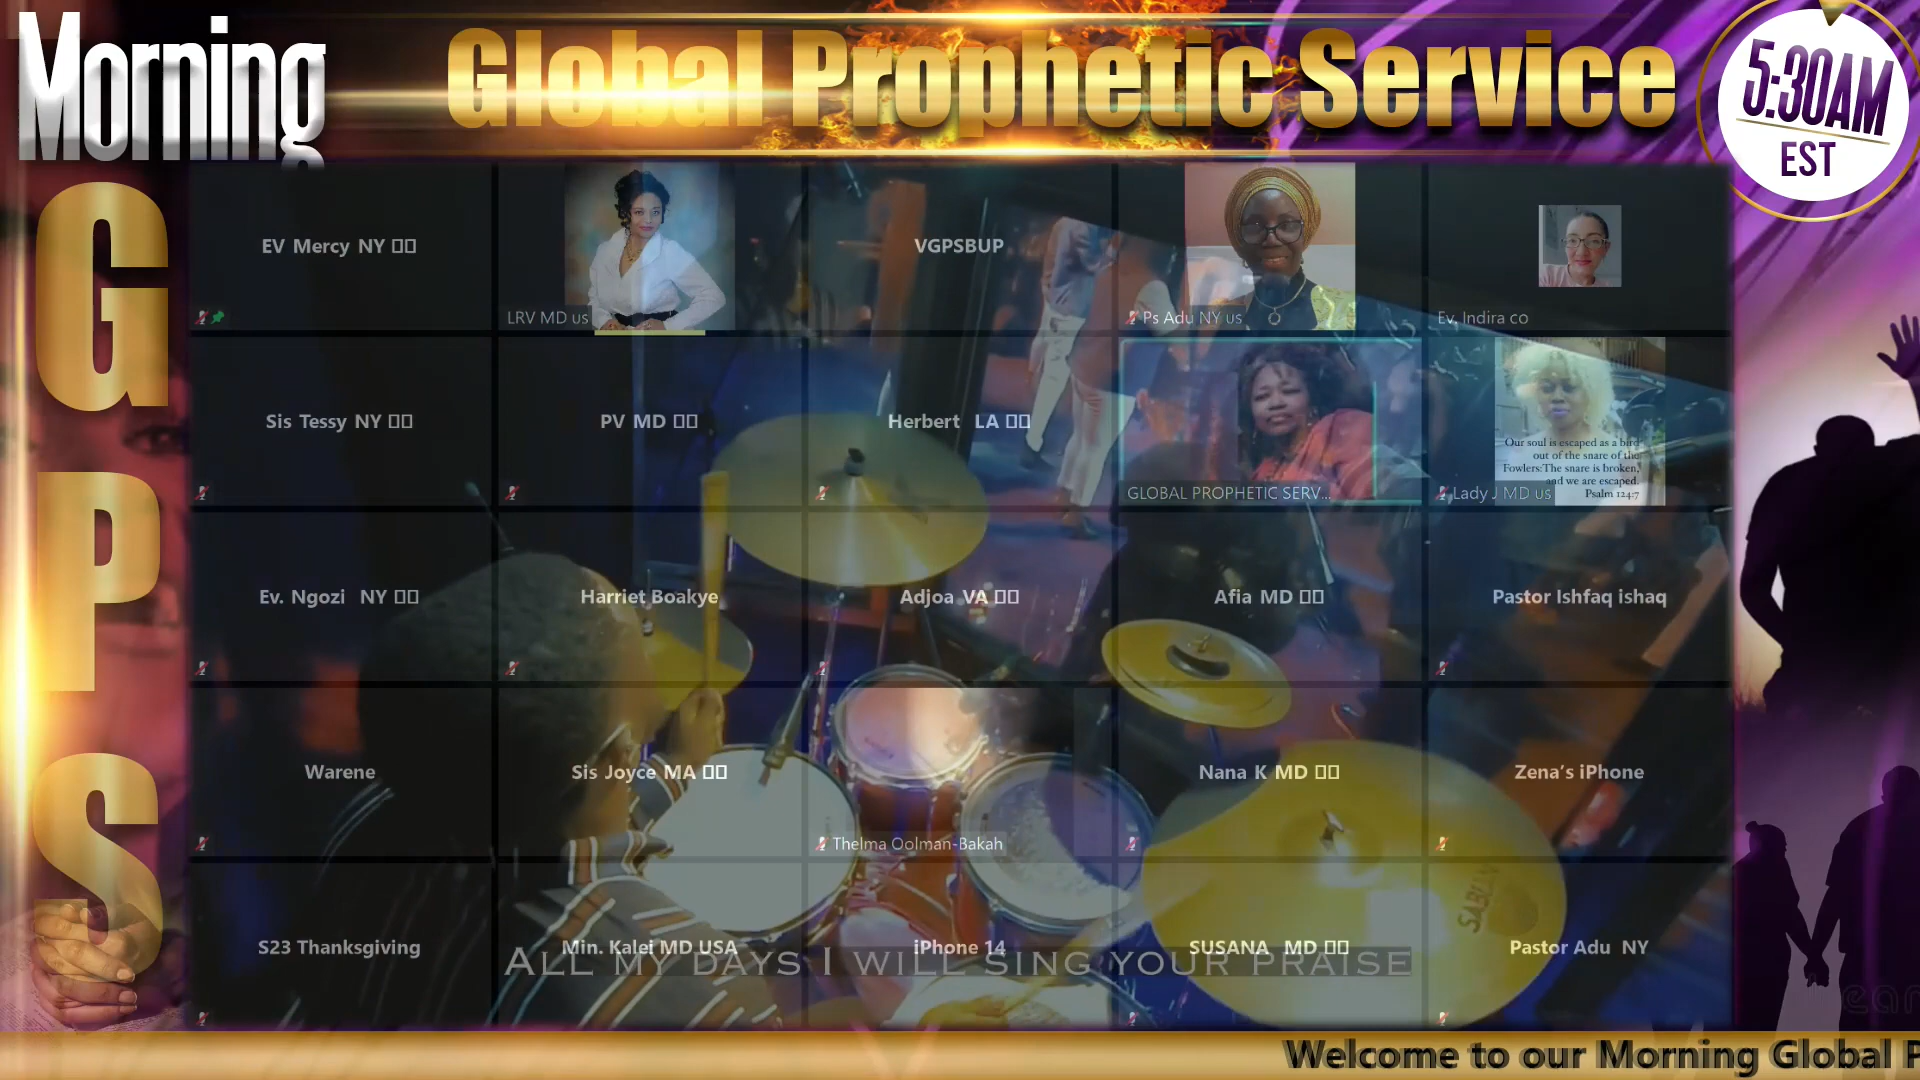 Morning
Global Prophetic Service
5:30AM
EST
G
P
S
EV Mercy NY
LRV MD us
VGPSBUP
Ps Adu NY us
Ev. Indira co
Sis Tessy NY
PV MD
Herbert LA
GLOBAL PROPHETIC SERV...
Our soul is escaped as a bird
out of the snare of the
Fowlers:The snare is broken,
and we are escaped.
Psalm 124:7
Lady J MD us
Ev. Ngozi NY
Harriet Boakye
Adjoa VA
Afia MD
Pastor Ishfaq ishaq
Warene
Sis Joyce MA
Thelma Oolman-Bakah
Nana K MD
Zena's iPhone
SABIAN
S23 Thanksgiving
Min. Kalei MD USA
iPhone 14
SUSANA MD
Pastor Adu NY
ALL MY DAYS I WILL SING YOUR PRAISE
Welcome to our Morning Global P